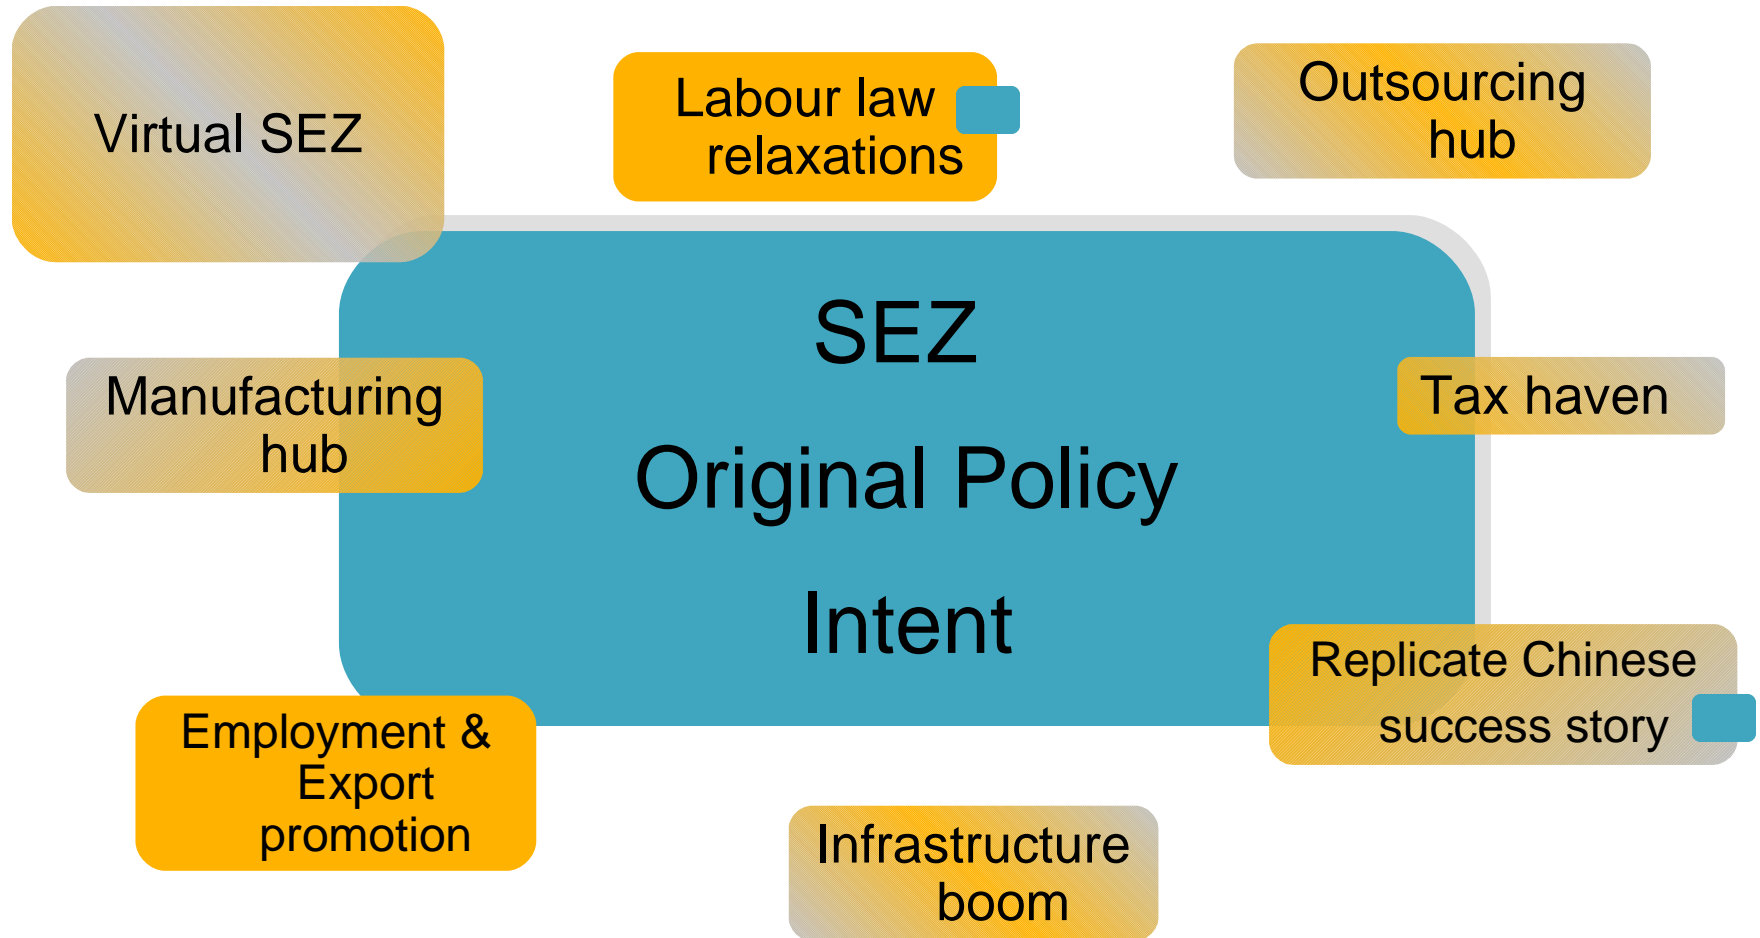 Virtual SEZ
Labour law
relaxations
Outsourcing
hub
SEZ
Original Policy
Intent
Manufacturing
hub
Tax haven
Replicate Chinese
success story
Employment &
Export
promotion
Infrastructure
boom